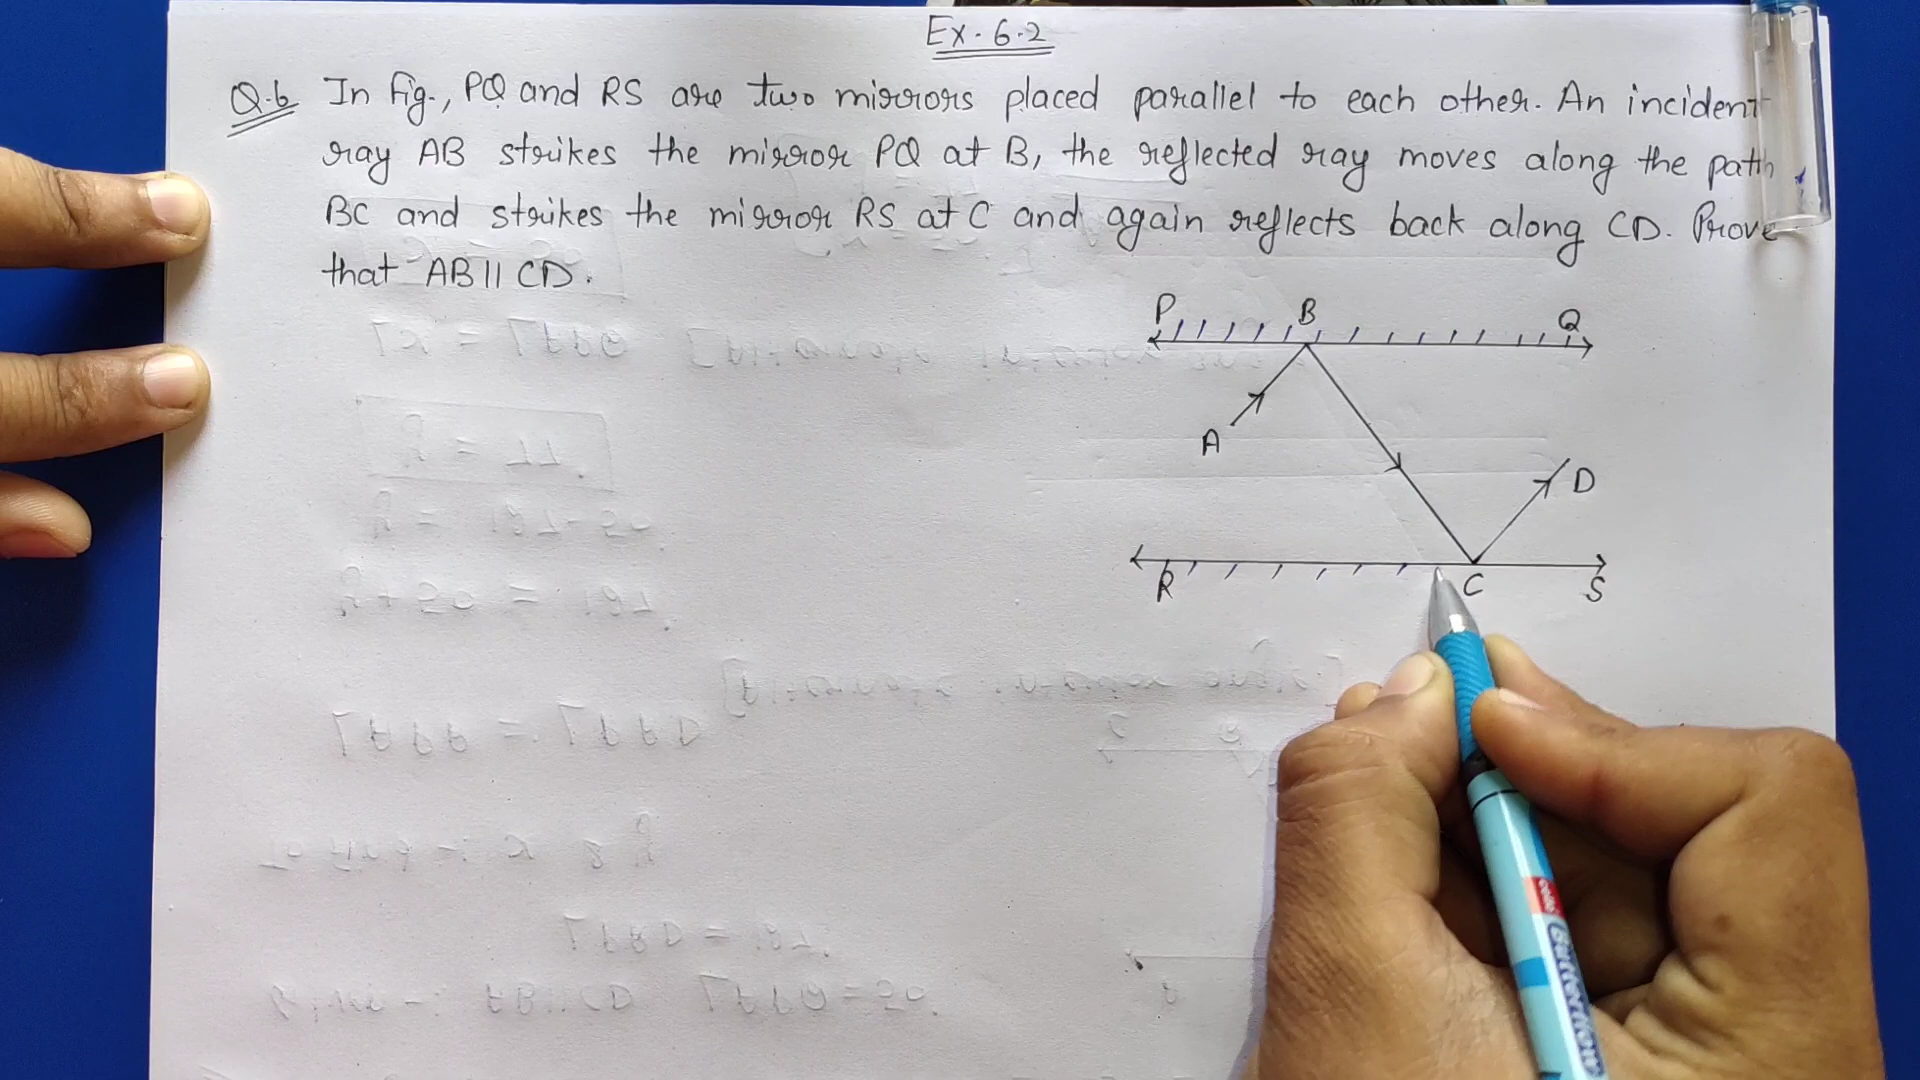 Ex. 6.2
Q.6 In fig., PQ and RS are two mirrors placed parallel to each other. An incident
ray AB strikes the mirror PQ at B, the reflected ray moves along the path
BC and strikes the mirror RS at C and again reflects back along CD. Prove
that AB || CD.
P B Q
A
D
R C S
cello
Butterflow